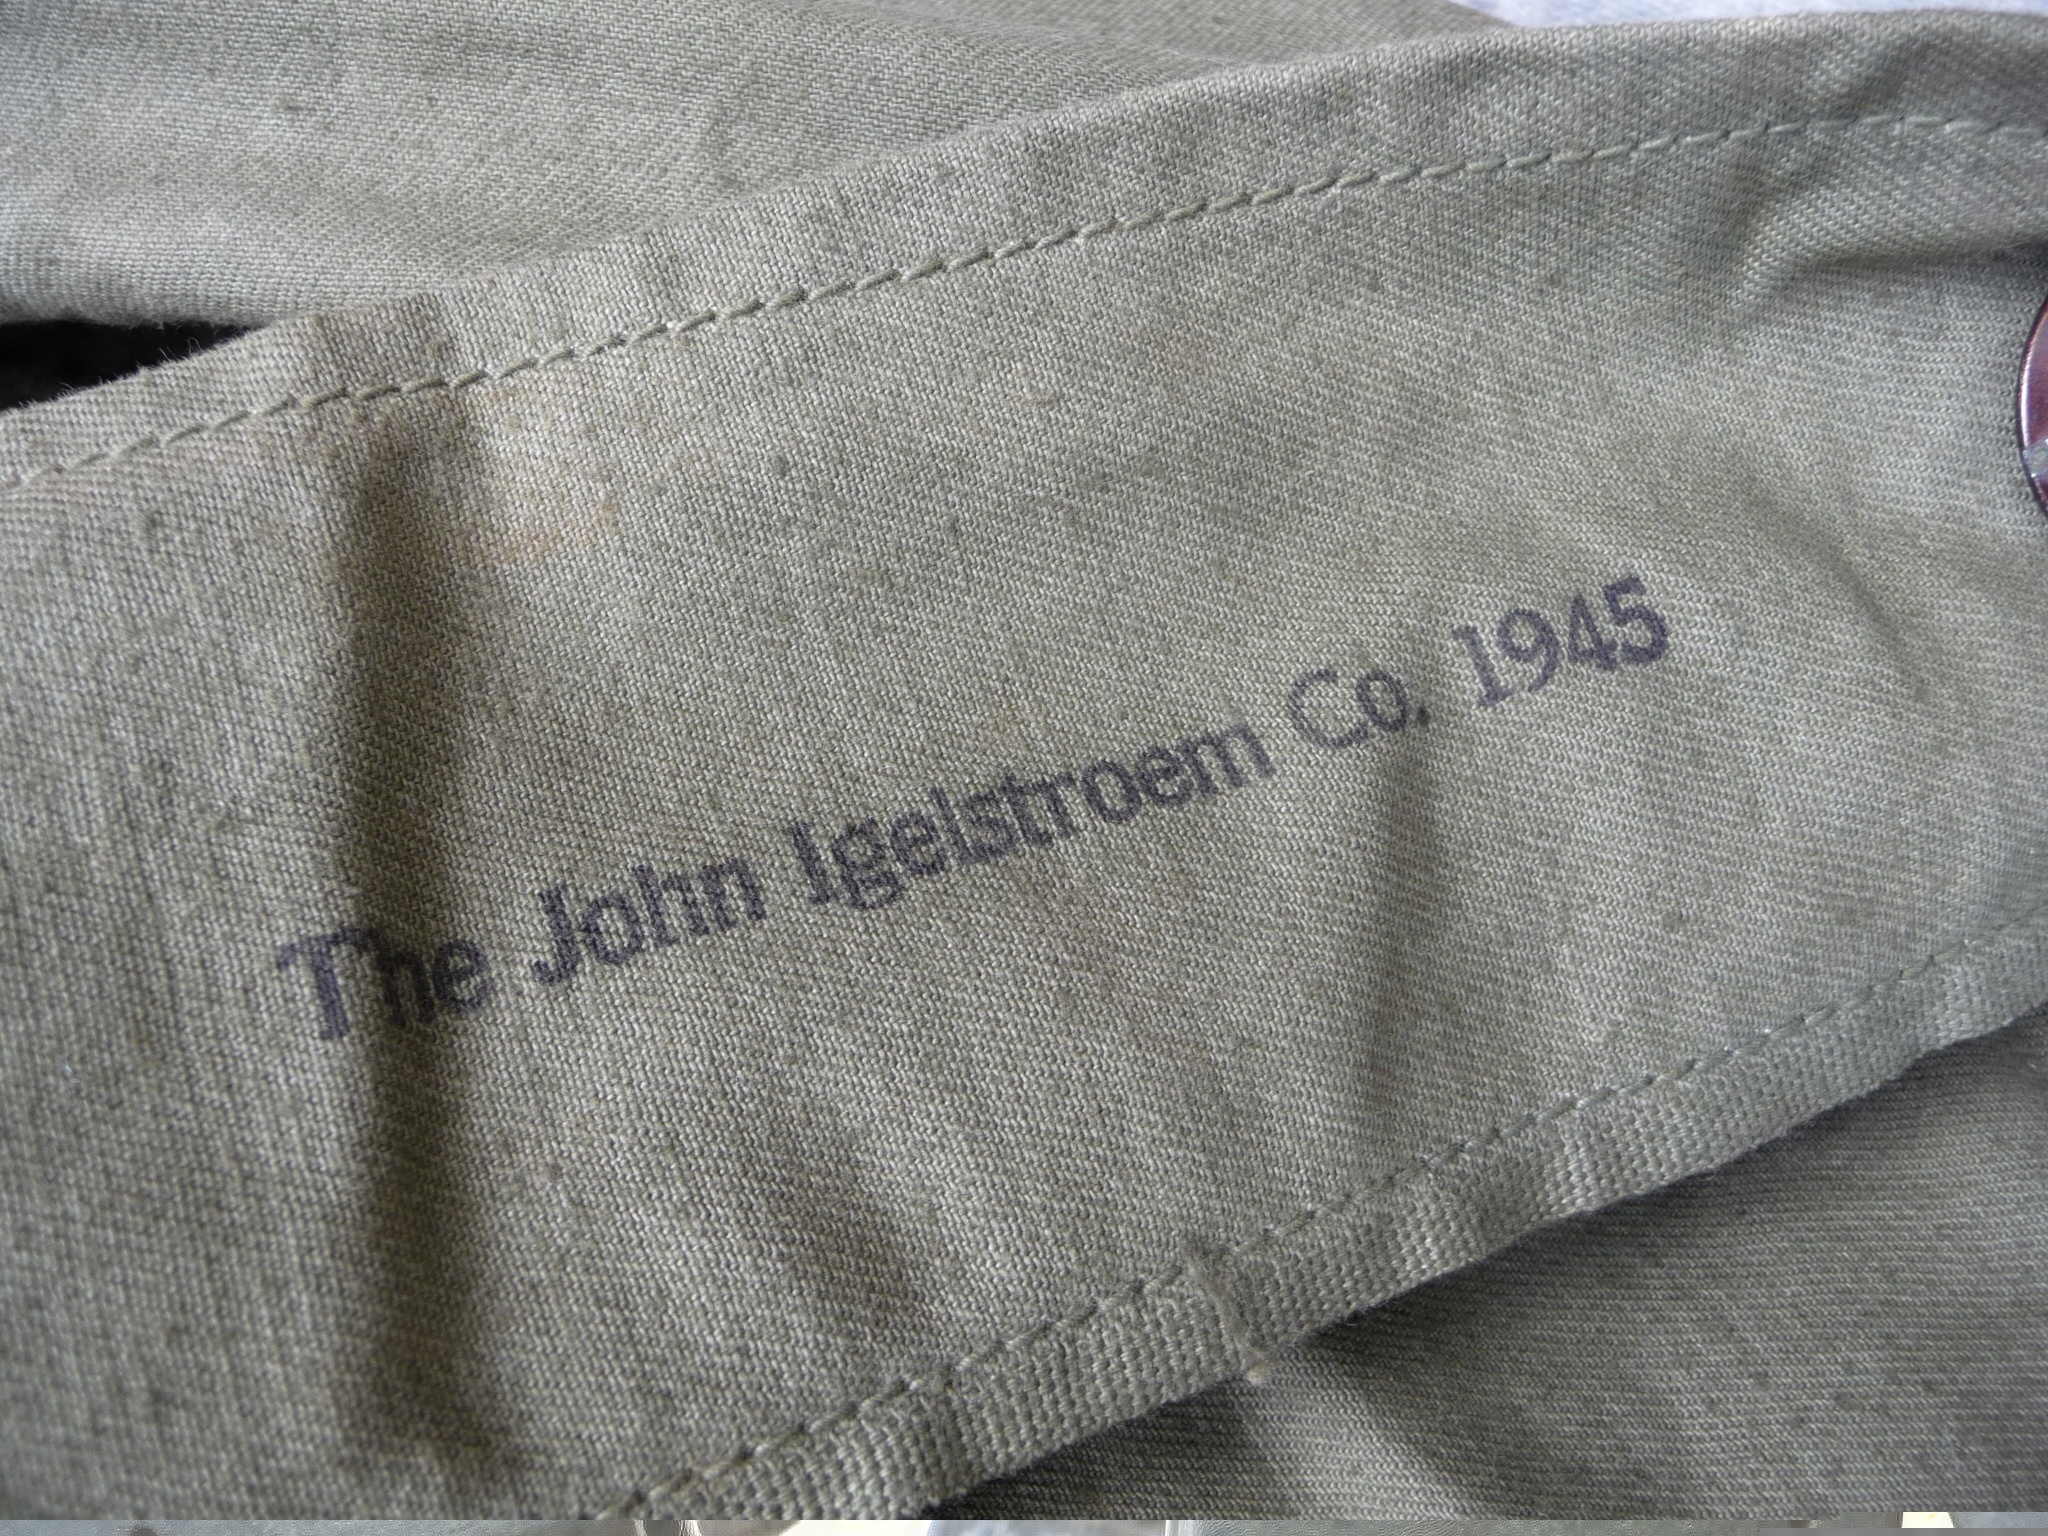 The John Igelstroem Co. 1945